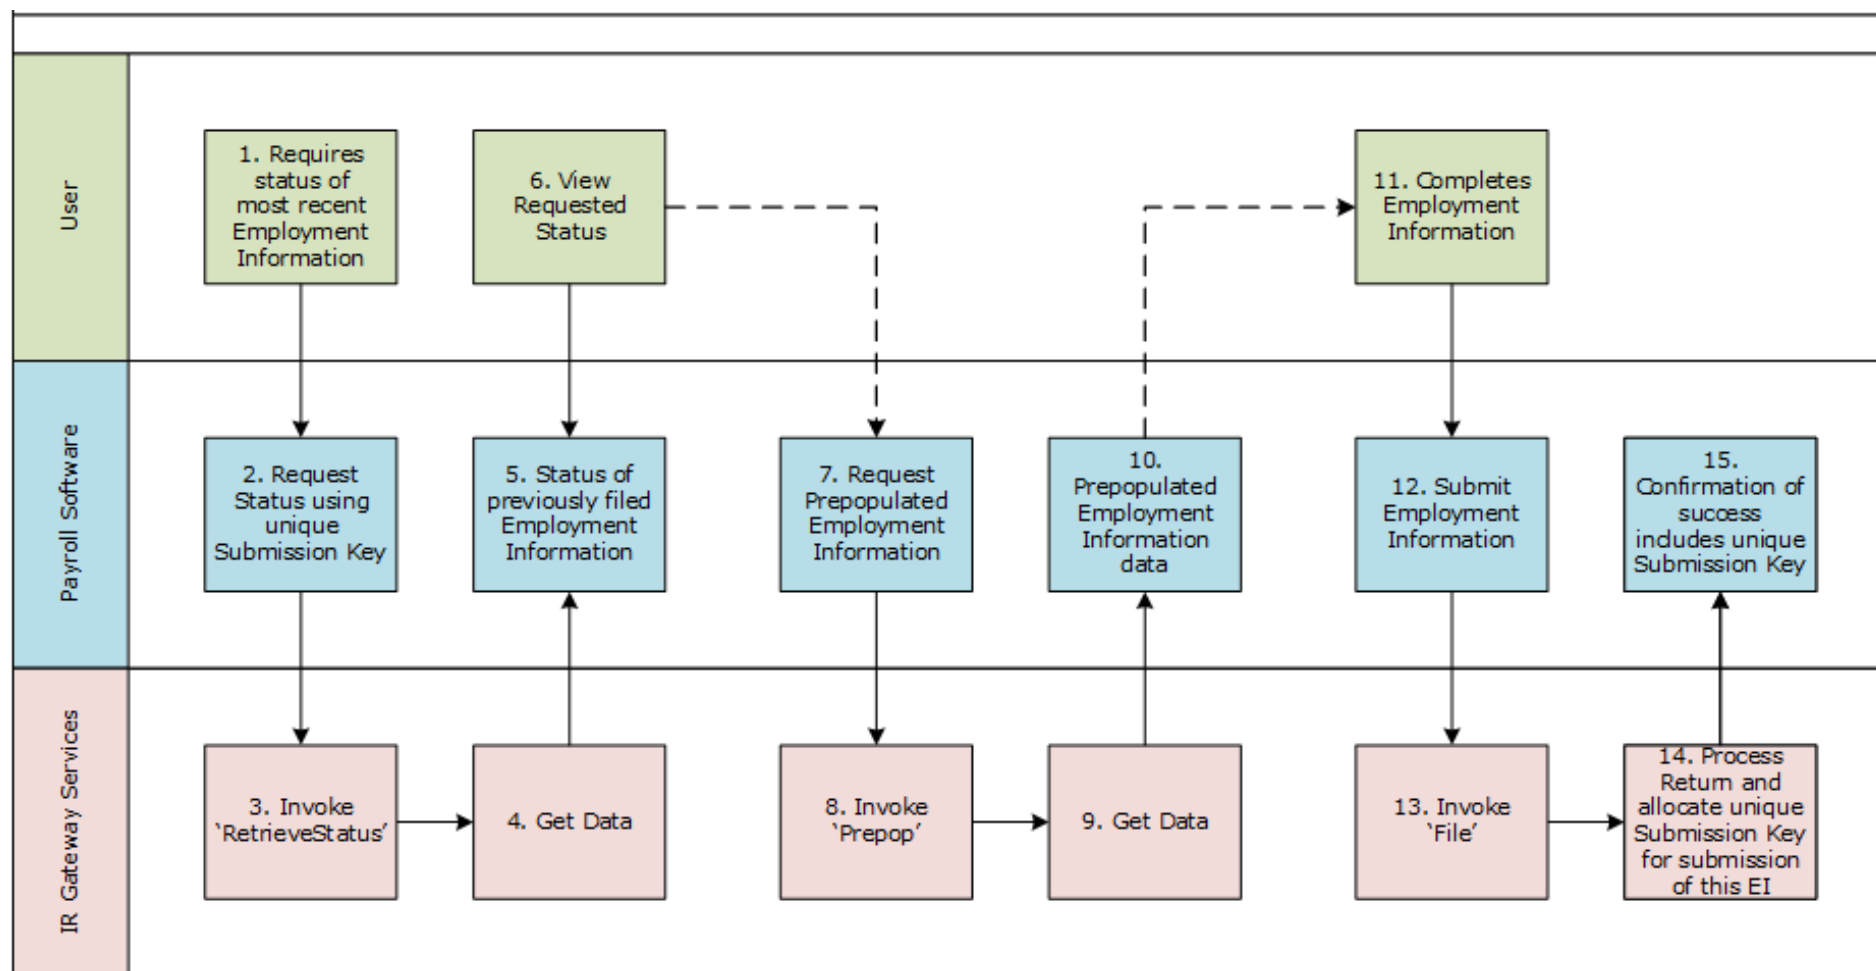 User
1. Requires
status of
most recent
Employment
Information
6. View
Requested
Status
11. Completes
Employment
Information
Payroll Software
2. Request
Status using
unique
Submission Key
5. Status of
previously filed
Employment
Information
7. Request
Prepopulated
Employment
Information
10.
Prepopulated
Employment
Information
data
12. Submit
Employment
Information
15.
Confirmation of
success
includes unique
Submission Key
IR Gateway Services
3. Invoke
‘RetrieveStatus’
4. Get Data
8. Invoke
‘Prepop’
9. Get Data
13. Invoke
‘File’
14. Process
Return and
allocate unique
Submission Key
for submission
of this EI